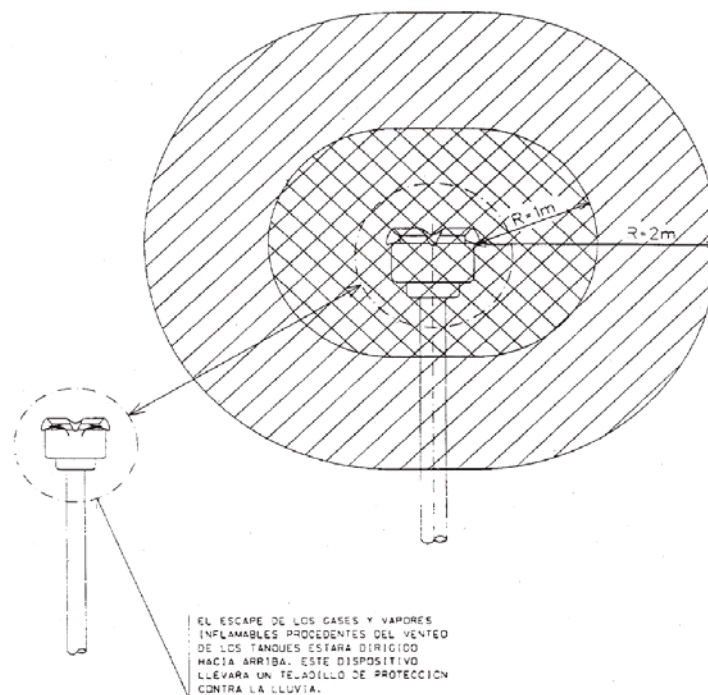 R=1m
R=2m
EL ESCAPE DE LOS GASES Y VAPORES
INFLAMABLES PROCEDENTES DEL VENTEO
DE LOS TANQUES ESTARA DIRIGIDO
HACIA ARRIBA. ESTE DISPOSITIVO
LLEVARA UN TEJADILLO DE PROTECCION
CONTRA LA LLUVIA.